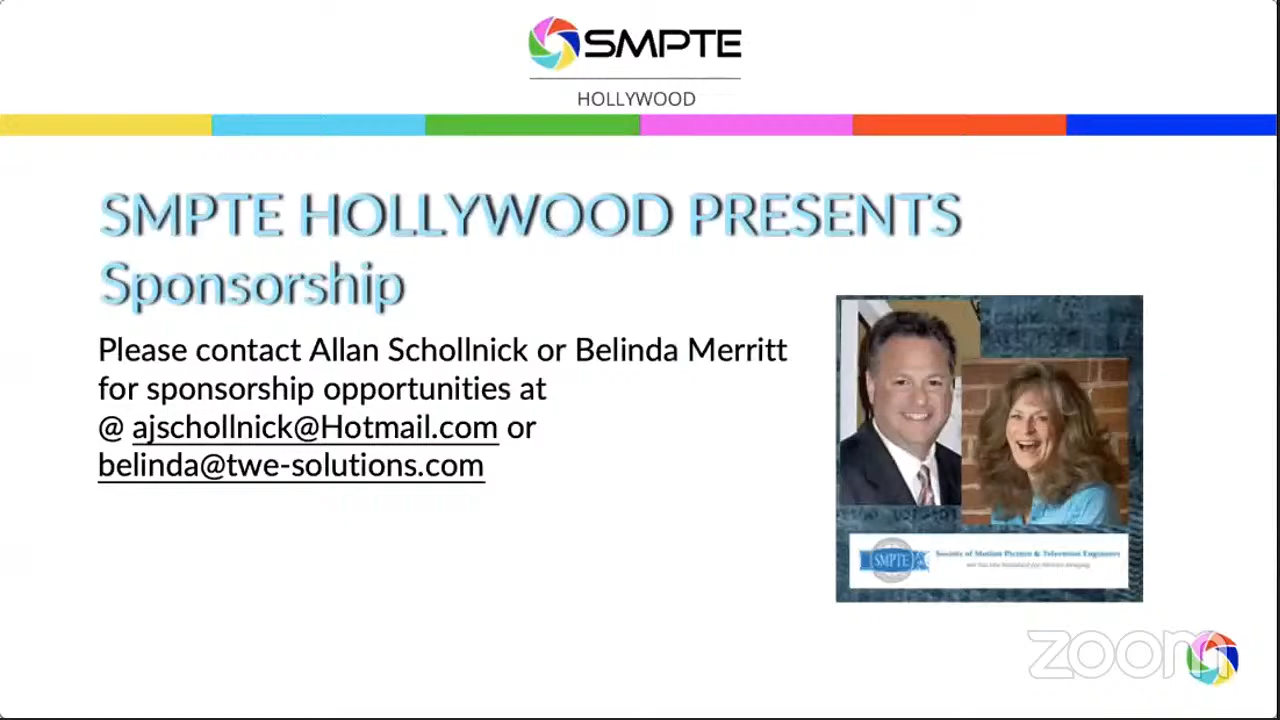 SMPTE
HOLLYWOOD
SMPTE HOLLYWOOD PRESENTS
Sponsorship
Please contact Allan Schollnick or Belinda Merritt
for sponsorship opportunities at
@ ajschollnick@Hotmail.com or
belinda@twe-solutions.com
SMPTE
Society of Motion Picture & Television Engineers
zoom